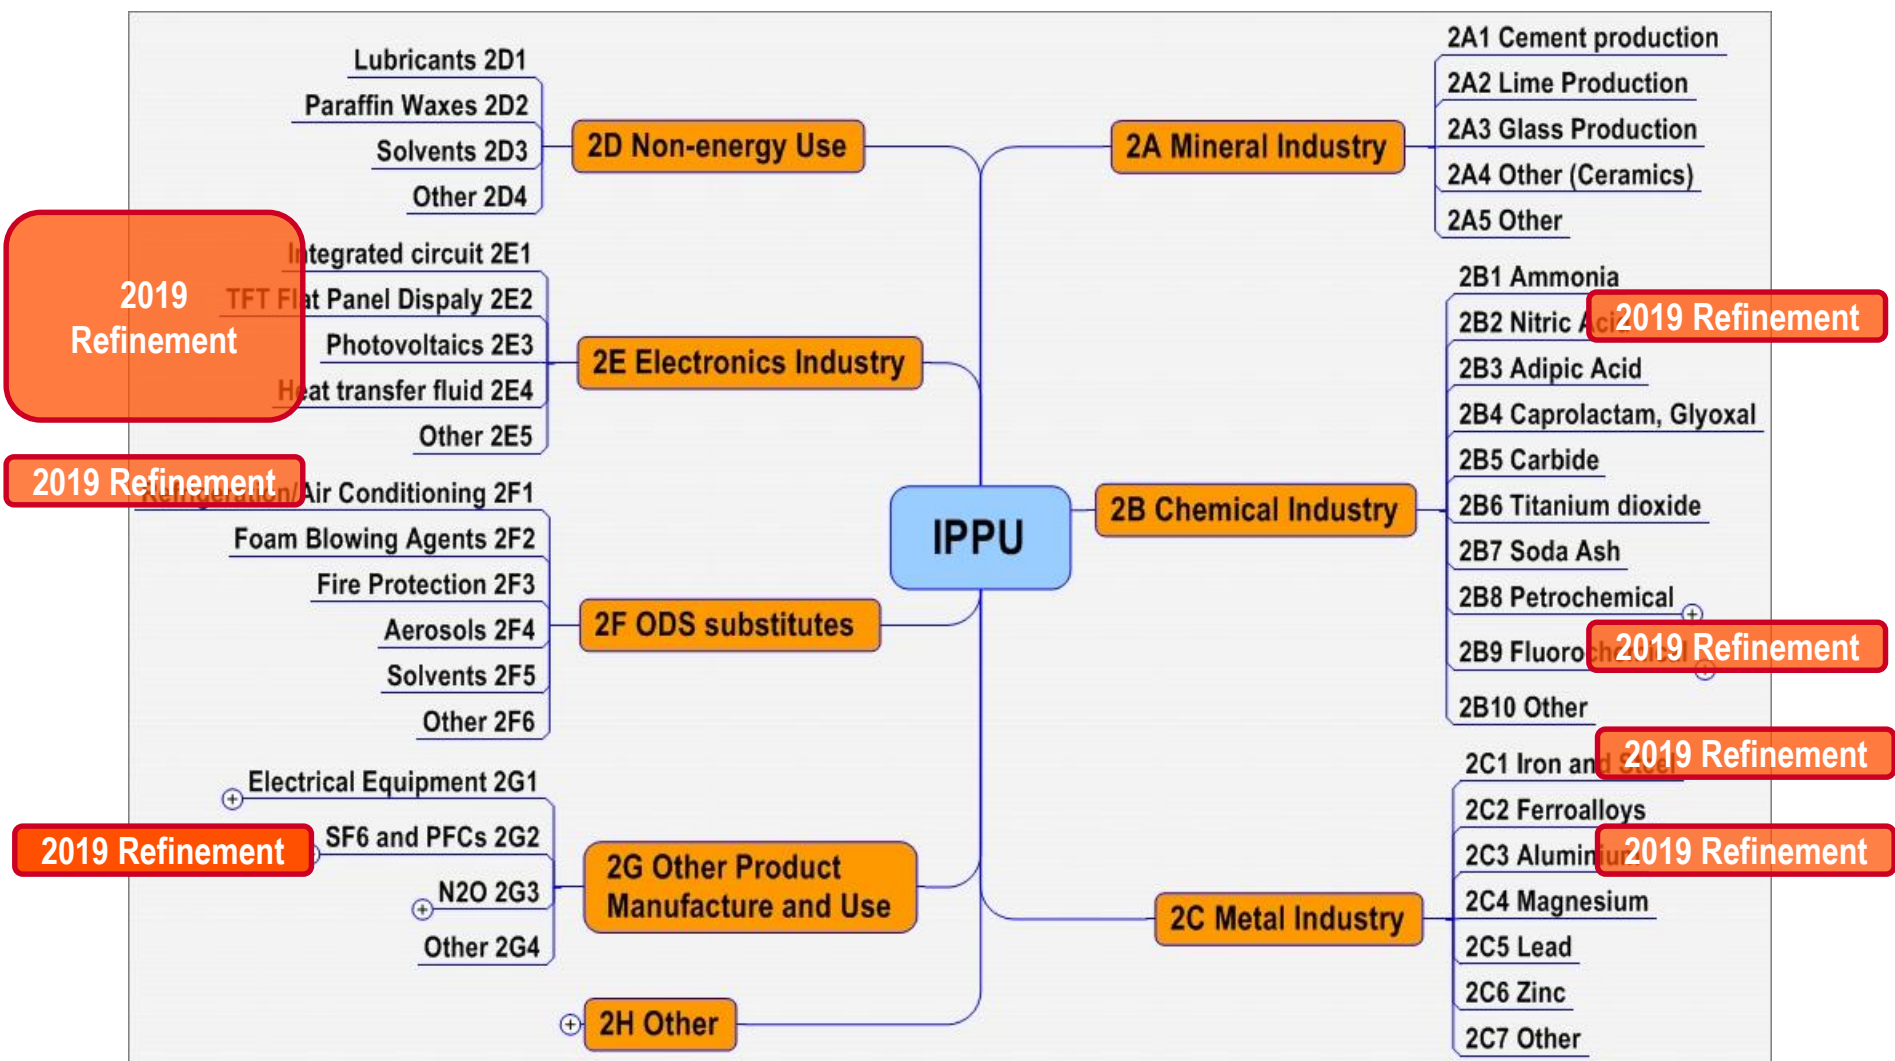 Lubricants 2D1
Paraffin Waxes 2D2
Solvents 2D3
Other 2D4
2D Non-energy Use
2019
Refinement
Integrated circuit 2E1
TFT Flat Panel Dispaly 2E2
Photovoltaics 2E3
Heat transfer fluid 2E4
Other 2E5
2E Electronics Industry
2019 Refinement
Refrigeration/Air Conditioning 2F1
Foam Blowing Agents 2F2
Fire Protection 2F3
Aerosols 2F4
Solvents 2F5
Other 2F6
2F ODS substitutes
Electrical Equipment 2G1
2019 Refinement
SF6 and PFCs 2G2
N2O 2G3
Other 2G4
2G Other Product
Manufacture and Use
2H Other
IPPU
2A Mineral Industry
2A1 Cement production
2A2 Lime Production
2A3 Glass Production
2A4 Other (Ceramics)
2A5 Other
2B Chemical Industry
2B1 Ammonia
2B2 Nitric Acid
2019 Refinement
2B3 Adipic Acid
2B4 Caprolactam, Glyoxal
2B5 Carbide
2B6 Titanium dioxide
2B7 Soda Ash
2B8 Petrochemical
2B9 Fluorochemical
2019 Refinement
2B10 Other
2C Metal Industry
2C1 Iron and Steel
2019 Refinement
2C2 Ferroalloys
2C3 Aluminium
2019 Refinement
2C4 Magnesium
2C5 Lead
2C6 Zinc
2C7 Other